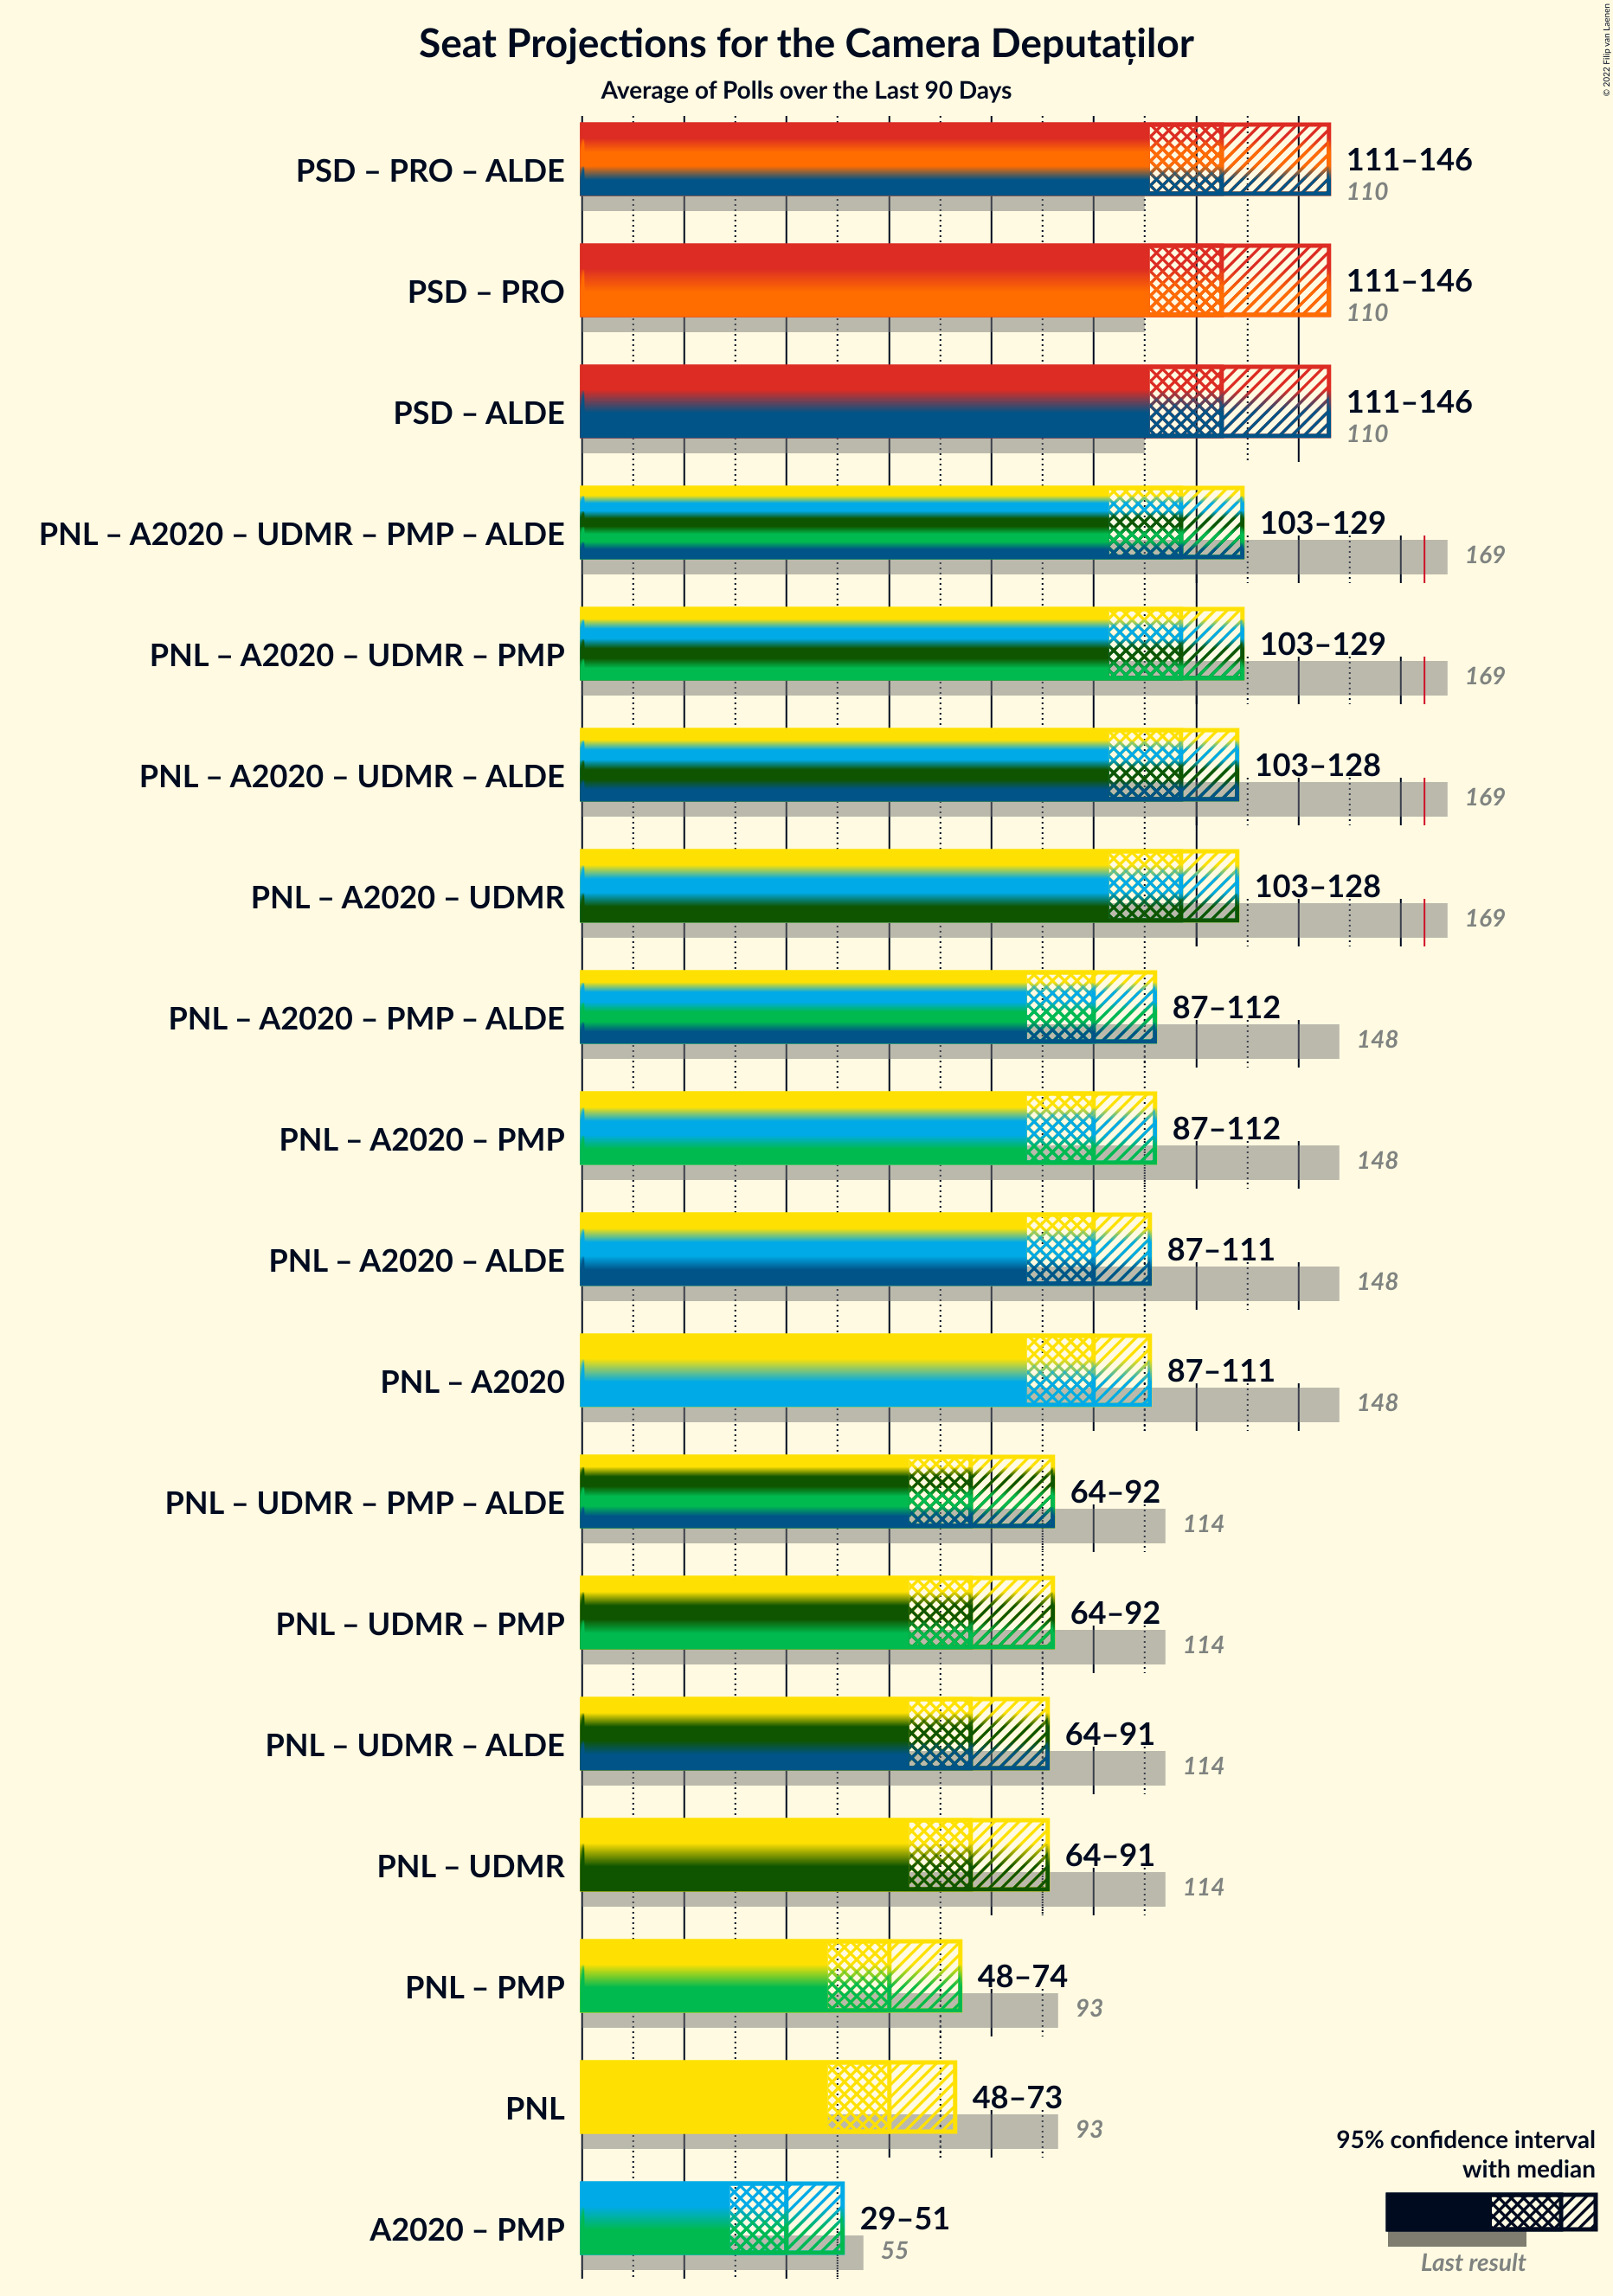 Seat Projections for the Camera Deputaților
Average of Polls over the Last 90 Days
© 2022 Filip van Laenen
PSD – PRO – ALDE
111–146
110
PSD – PRO
111–146
110
PSD – ALDE
111–146
110
PNL – A2020 – UDMR – PMP – ALDE
103–129
169
PNL – A2020 – UDMR – PMP
103–129
169
PNL – A2020 – UDMR – ALDE
103–128
169
PNL – A2020 – UDMR
103–128
169
PNL – A2020 – PMP – ALDE
87–112
148
PNL – A2020 – PMP
87–112
148
PNL – A2020 – ALDE
87–111
148
PNL – A2020
87–111
148
PNL – UDMR – PMP – ALDE
64–92
114
PNL – UDMR – PMP
64–92
114
PNL – UDMR – ALDE
64–91
114
PNL – UDMR
64–91
114
PNL – PMP
48–74
93
PNL
48–73
93
A2020 – PMP
29–51
55
95% confidence interval
with median
Last result